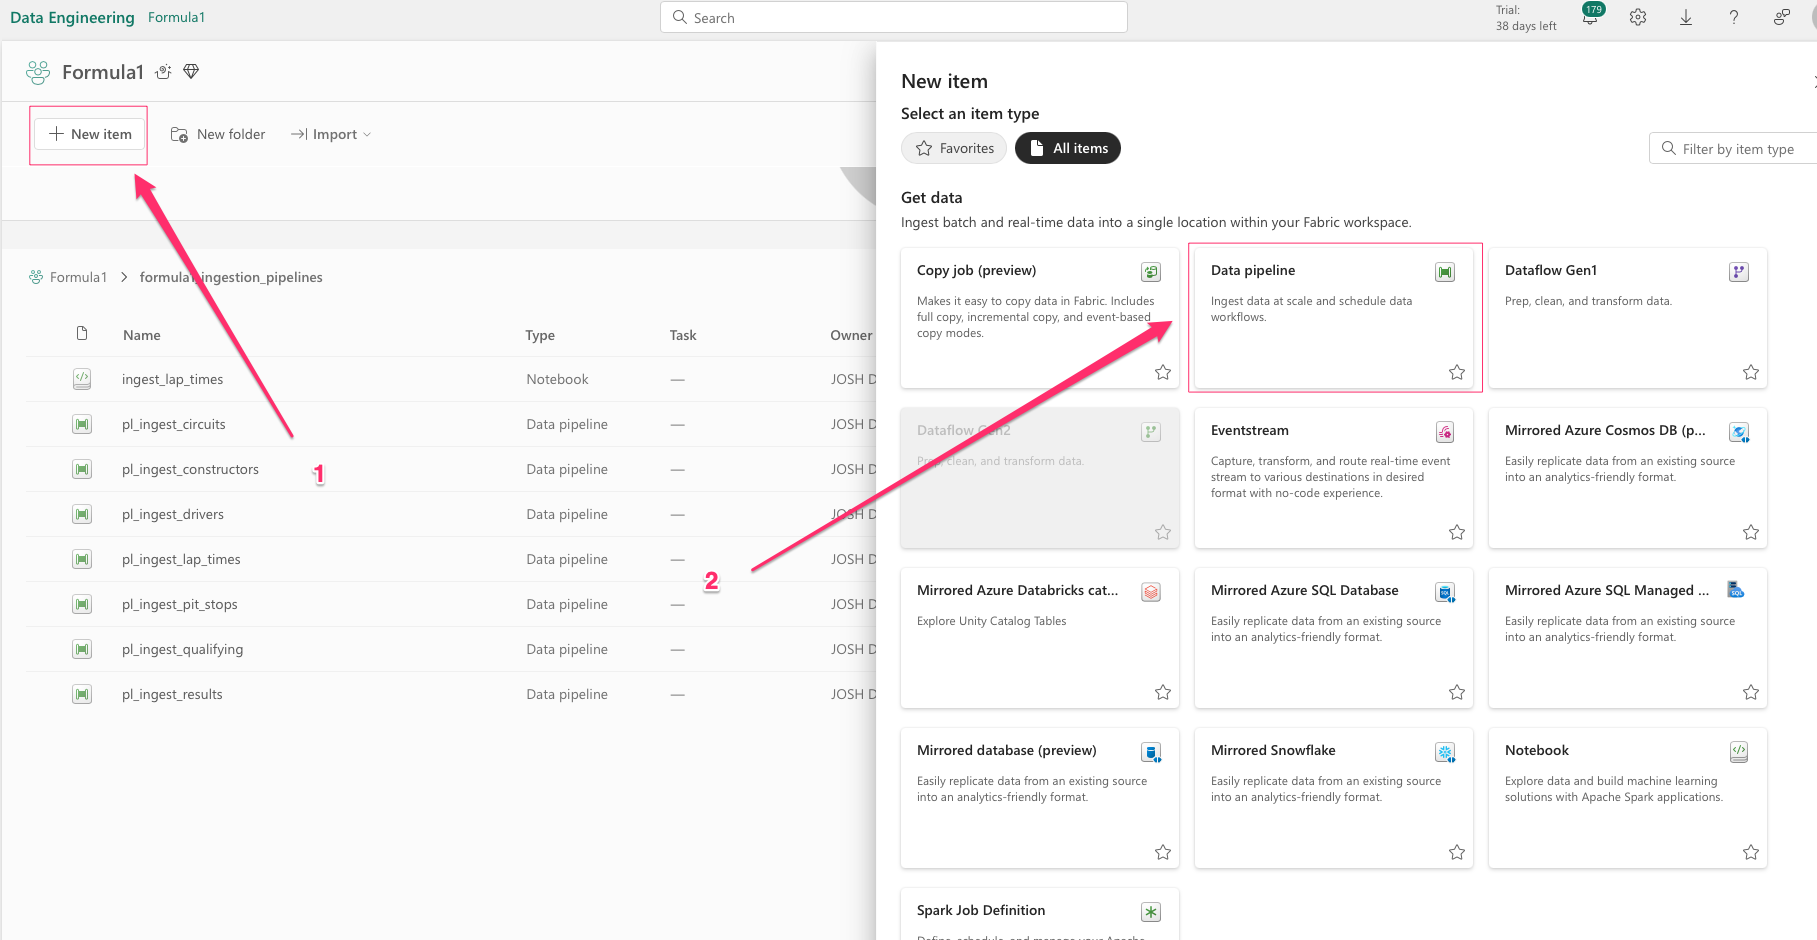 Data Engineering Formula1
Search
Trial:
38 days left
179
Formula1
New item
New folder
Import
1
2
Formula1 > formula1_ingestion_pipelines
Name Type Task Owner
ingest_lap_times Notebook — JOSH D
pl_ingest_circuits Data pipeline — JOSH D
pl_ingest_constructors Data pipeline — JOSH D
pl_ingest_drivers Data pipeline — JOSH D
pl_ingest_lap_times Data pipeline — JOSH D
pl_ingest_pit_stops Data pipeline — JOSH D
pl_ingest_qualifying Data pipeline — JOSH D
pl_ingest_results Data pipeline — JOSH D
New item
Select an item type
Favorites
All items
Filter by item type
Get data
Ingest batch and real-time data into a single location within your Fabric workspace.
Copy job (preview)
Makes it easy to copy data in Fabric. Includes
full copy, incremental copy, and event-based
copy modes.
Data pipeline
Ingest data at scale and schedule data
workflows.
Dataflow Gen1
Prep, clean, and transform data.
Dataflow Gen2
Prep, clean, and transform data.
Eventstream
Capture, transform, and route real-time event
stream to various destinations in desired
format with no-code experience.
Mirrored Azure Cosmos DB (p...
Easily replicate data from an existing source
into an analytics-friendly format.
Mirrored Azure Databricks cat...
Explore Unity Catalog Tables
Mirrored Azure SQL Database
Easily replicate data from an existing source
into an analytics-friendly format.
Mirrored Azure SQL Managed ...
Easily replicate data from an existing source
into an analytics-friendly format.
Mirrored database (preview)
Easily replicate data from an existing source
into an analytics-friendly format.
Mirrored Snowflake
Easily replicate data from an existing source
into an analytics-friendly format.
Notebook
Explore data and build machine learning
solutions with Apache Spark applications.
Spark Job Definition
Define, schedule, and manage your Apache